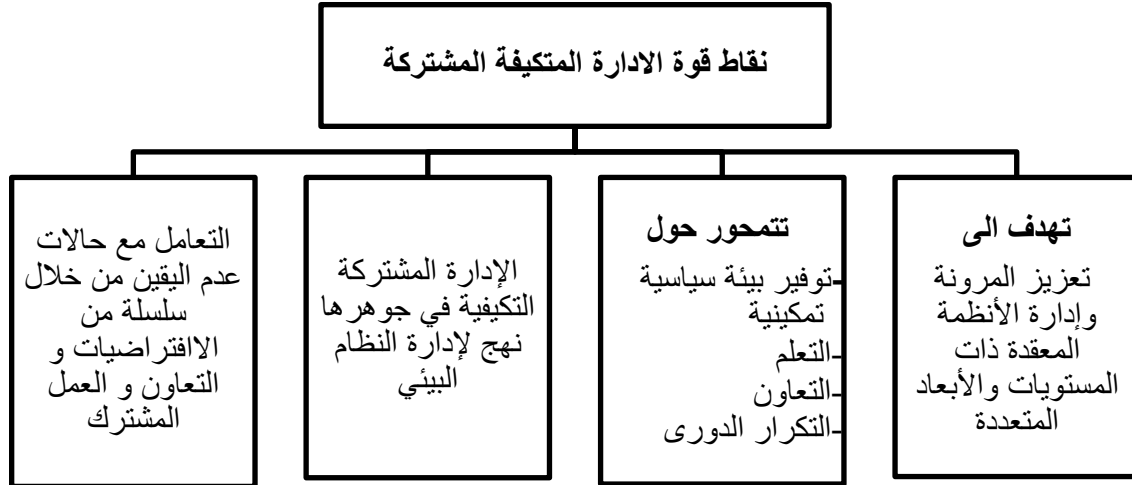 نقاط قوة الادارة المتكيفة المشتركة
تهدف الى
تعزيز المرونة
وإدارة الأنظمة
المعقدة ذات
المستويات والأبعاد
المتعددة
تتمحور حول
-توفير بيئة سياسية
تمكينية
-التعلم
-التعاون
-التكرار الدورى
الإدارة المشتركة
التكيفية في جوهرها
نهج لإدارة النظام
البيئي
التعامل مع حالات
عدم اليقين من خلال
سلسلة من
الاافتراضيات و
التعاون و العمل
المشترك